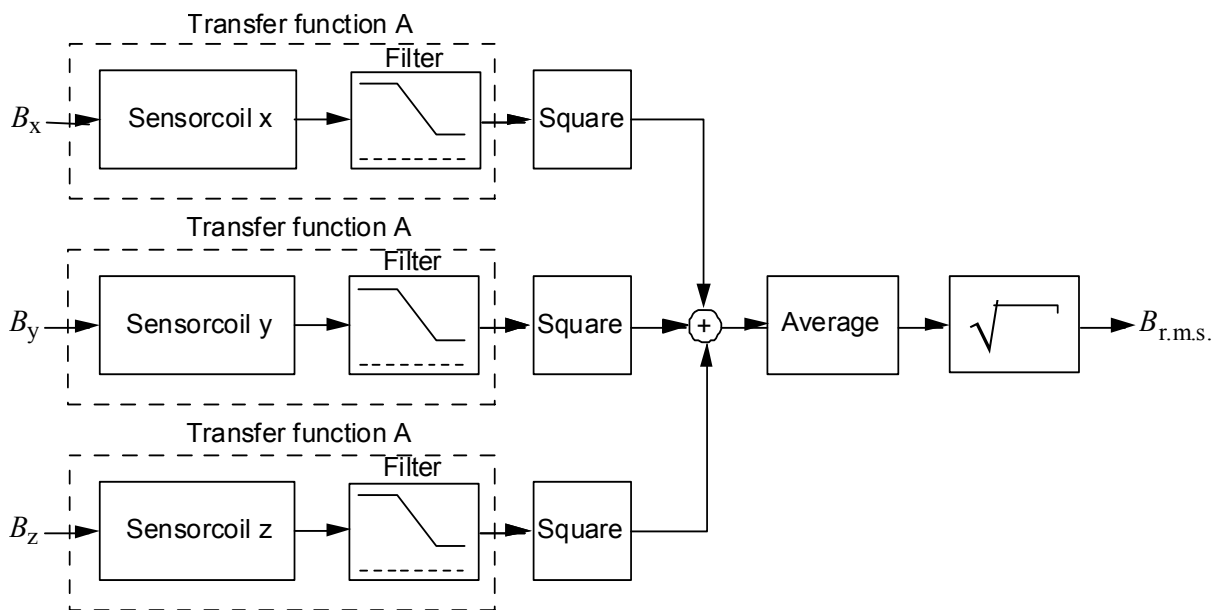 Transfer function A
Filter
Bx
Sensorcoil x
Square
Transfer function A
Filter
By
Sensorcoil y
Square
+
Average
√
Br.m.s.
Transfer function A
Filter
Bz
Sensorcoil z
Square